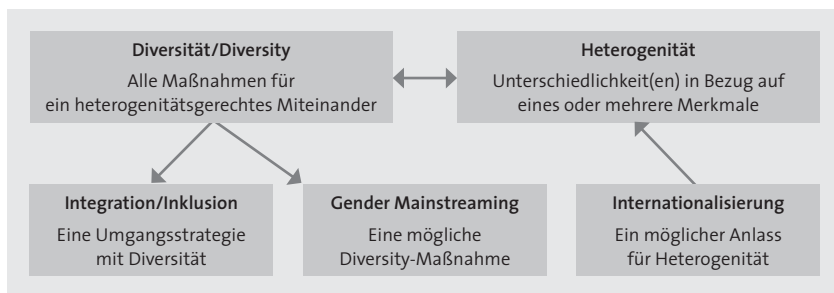 Diversität/Diversity
Alle Maßnahmen für
ein heterogenitätsgerechtes Miteinander
Heterogenität
Unterschiedlichkeit(en) in Bezug auf
eines oder mehrere Merkmale
Integration/Inklusion
Eine Umgangsstrategie
mit Diversität
Gender Mainstreaming
Eine mögliche
Diversity-Maßnahme
Internationalisierung
Ein möglicher Anlass
für Heterogenität